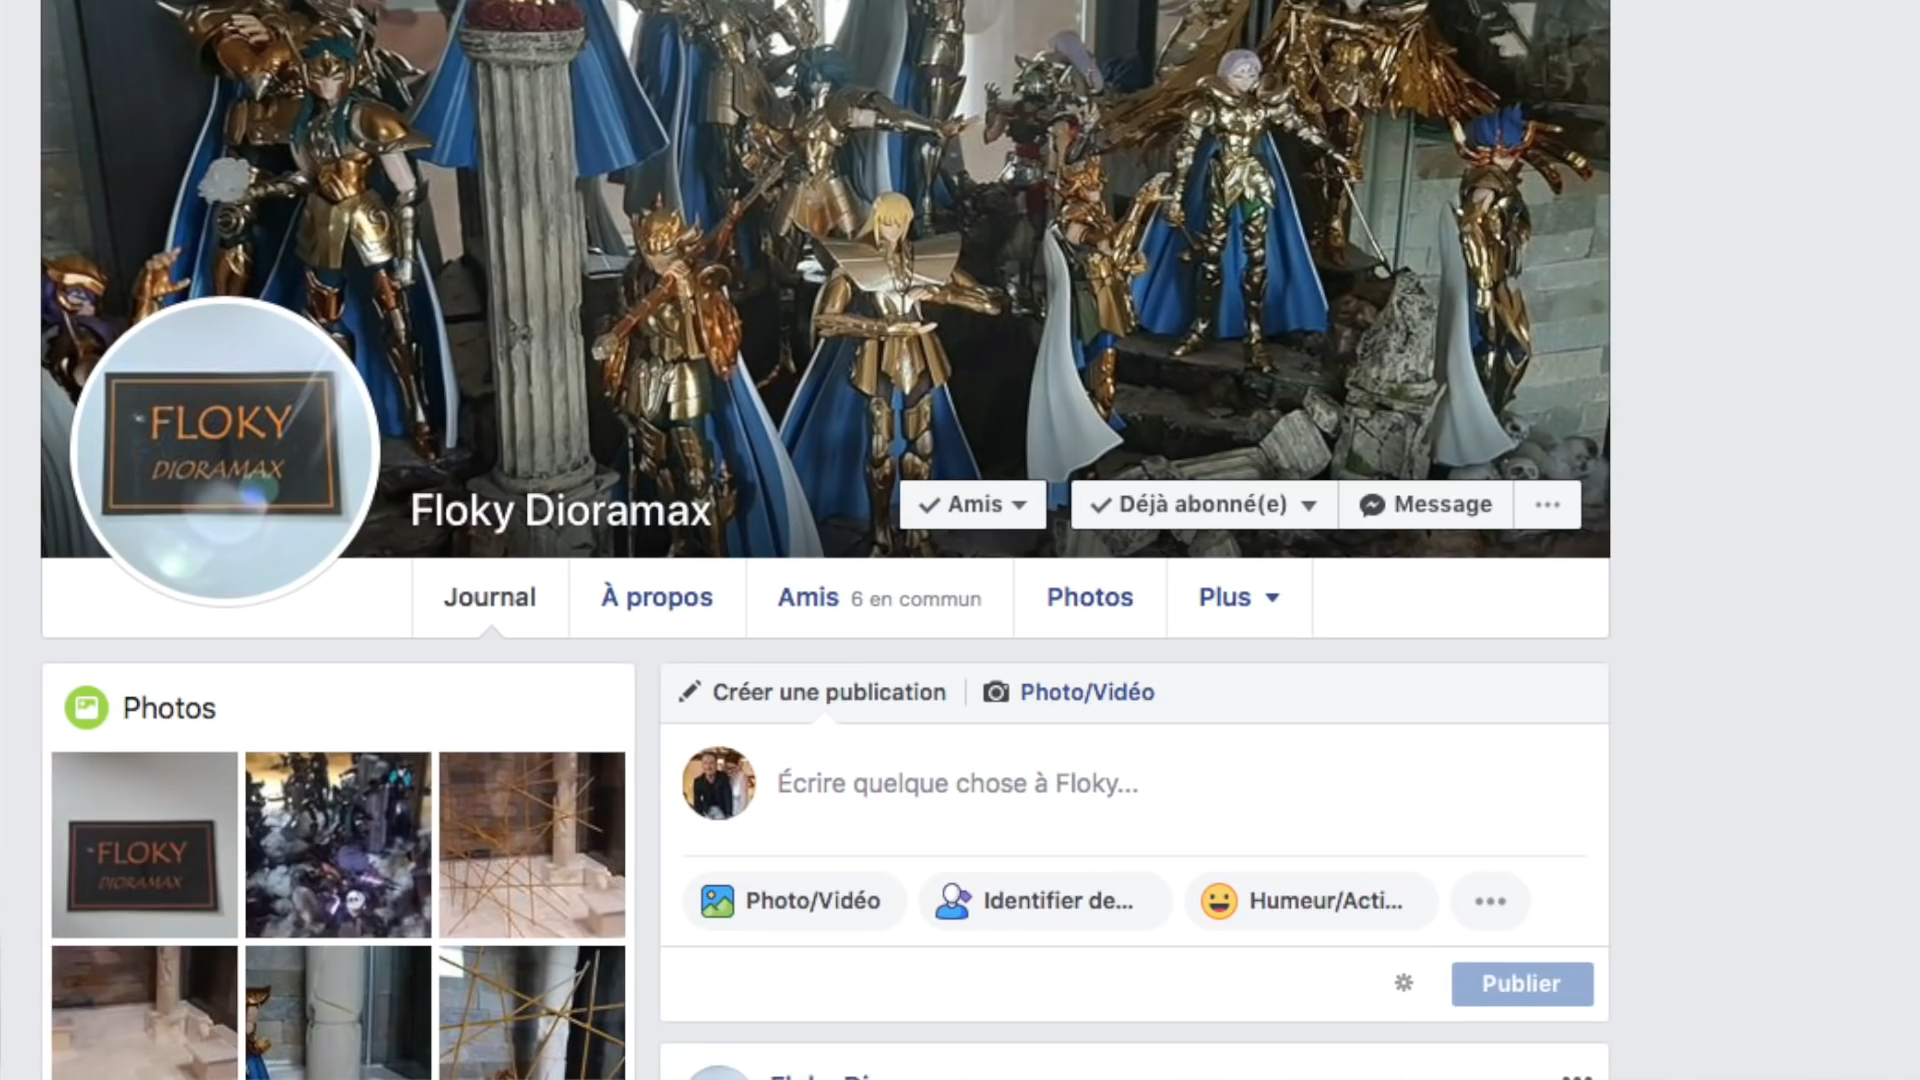 FLOKY
DIORAMAX
Floky Dioramax
Amis
Déjà abonné(e)
Message
Journal
À propos
Amis 6 en commun
Photos
Plus
Photos
FLOKY
DIORAMAX
Créer une publication
Photo/Vidéo
Écrire quelque chose à Floky...
Photo/Vidéo
Identifier de...
Humeur/Acti...
Publier